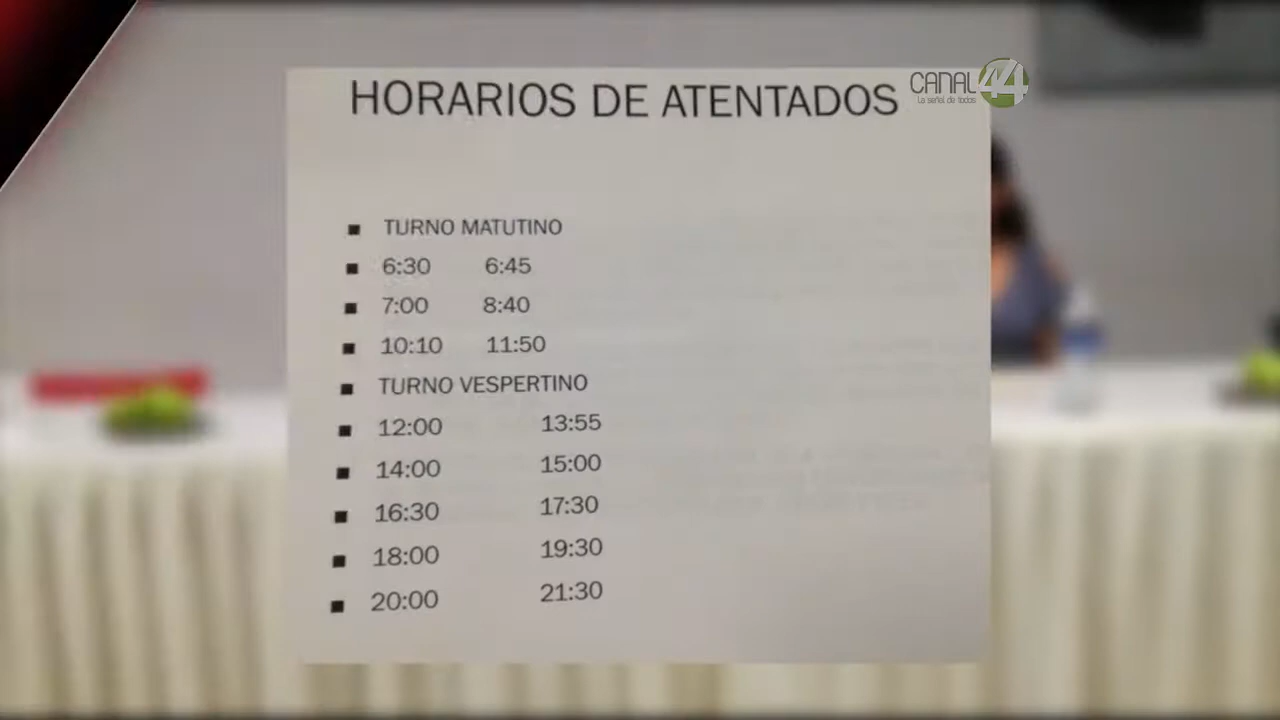 HORARIOS DE ATENTADOS
CANAL 44
La señal de todos
TURNO MATUTINO
6:30 6:45
7:00 8:40
10:10 11:50
TURNO VESPERTINO
12:00 13:55
14:00 15:00
16:30 17:30
18:00 19:30
20:00 21:30